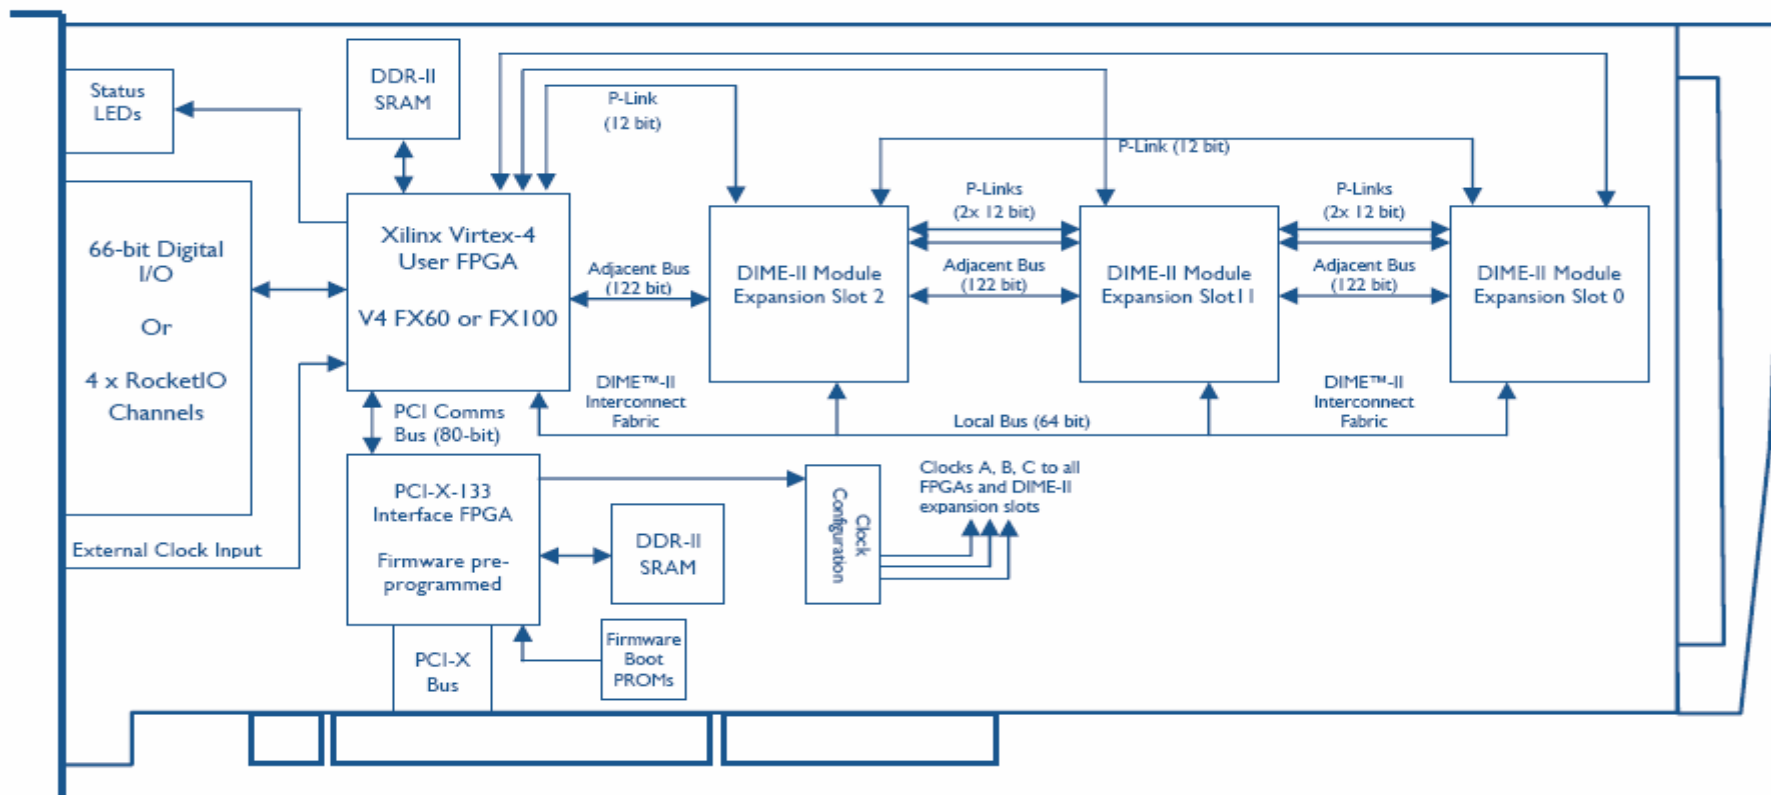 Status
LEDs
DDR-II
SRAM
P-Link
(12 bit)
P-Link (12 bit)
66-bit Digital
I/O
Or
4 x RocketIO
Channels
Xilinx Virtex-4
User FPGA
V4 FX60 or FX100
Adjacent Bus
(122 bit)
DIME-II Module
Expansion Slot 2
P-Links
(2x 12 bit)
Adjacent Bus
(122 bit)
DIME-II Module
Expansion Slot11
P-Links
(2x 12 bit)
Adjacent Bus
(122 bit)
DIME-II Module
Expansion Slot 0
PCI Comms
Bus (80-bit)
DIME™-II
Interconnect
Fabric
Local Bus (64 bit)
DIME™-II
Interconnect
Fabric
External Clock Input
PCI-X-133
Interface FPGA
Firmware pre-
programmed
DDR-II
SRAM
Clock
Configuration
Clocks A, B, C to all
FPGAs and DIME-II
expansion slots
PCI-X
Bus
Firmware
Boot
PROMs